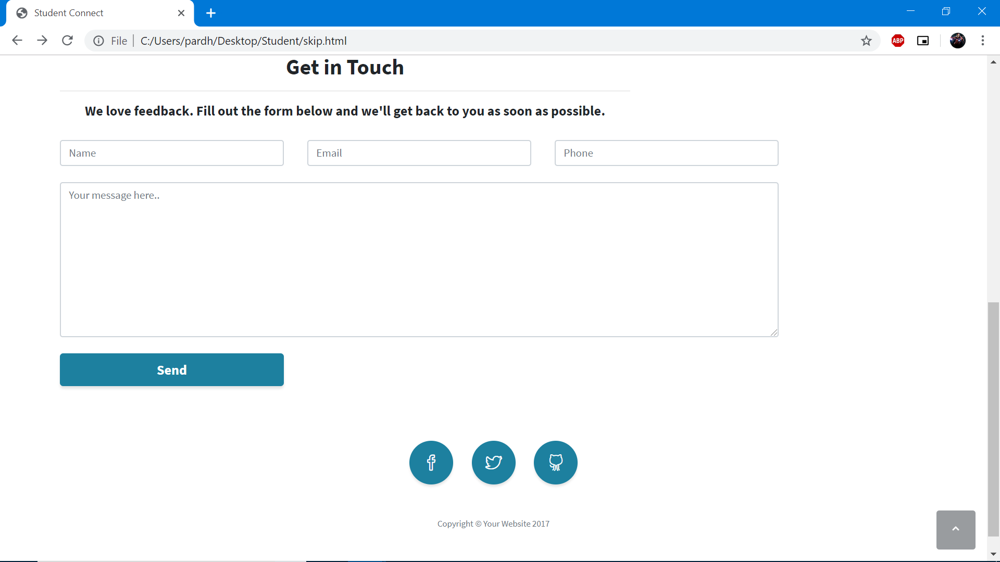 Student Connect
File | C:/Users/pardh/Desktop/Student/skip.html
ABP
Get in Touch
We love feedback. Fill out the form below and we'll get back to you as soon as possible.
Name Email Phone
Your message here..
Send
Copyright © Your Website 2017